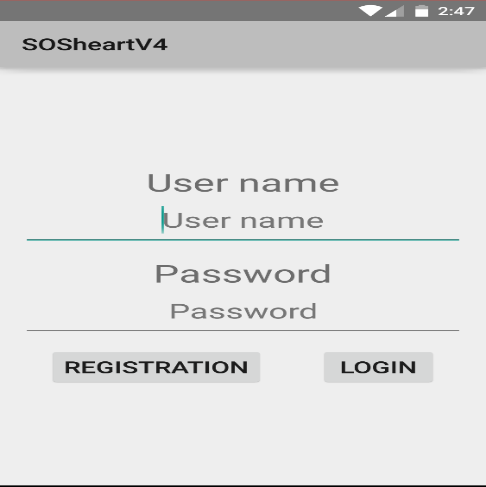 2:47
SOSheartV4
User name
User name
Password
Password
REGISTRATION LOGIN